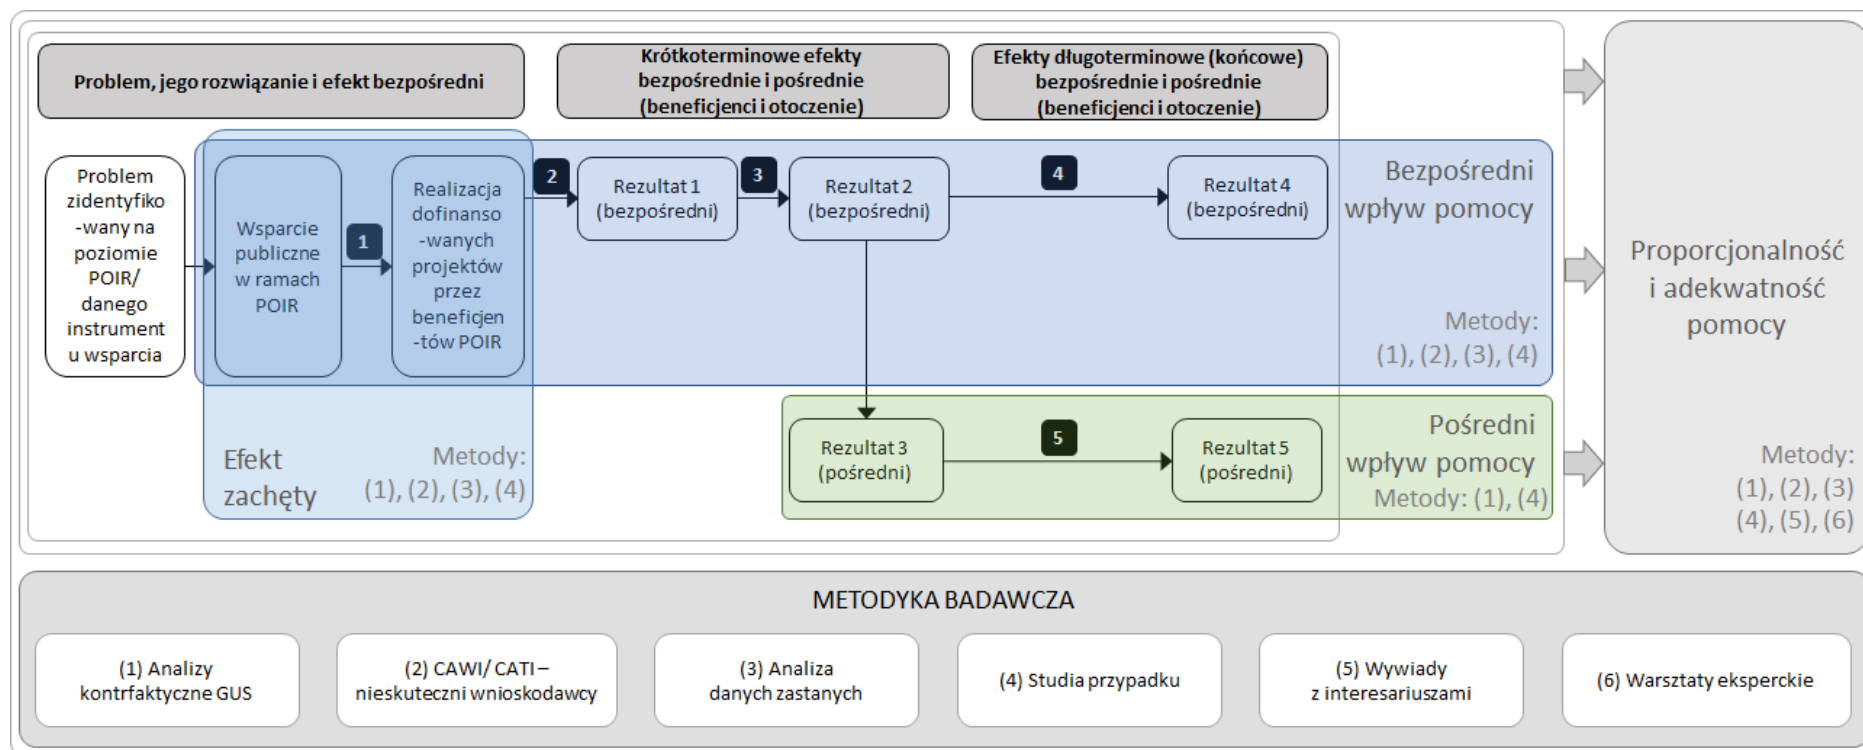 Problem, jego rozwiązanie i efekt bezpośredni
Krótkoterminowe efekty
bezpośrednie i pośrednie
(beneficjenci i otoczenie)
Efekty długoterminowe (końcowe)
bezpośrednie i pośrednie
(beneficjenci i otoczenie)
Problem
zidentyfiko
-wany na
poziomie
POIR/
danego
instrument
u wsparcia
Wsparcie
publiczne
w ramach
POIR
1
Realizacja
dofinanso
-wanych
projektów
przez
beneficjen
-tów POIR
2
Rezultat 1
(bezpośredni)
3
Rezultat 2
(bezpośredni)
4
Rezultat 4
(bezpośredni)
Bezpośredni
wpływ pomocy
Metody:
(1), (2), (3), (4)
Efekt
zachęty
Metody:
(1), (2), (3), (4)
Rezultat 3
(pośredni)
5
Rezultat 5
(pośredni)
Pośredni
wpływ pomocy
Metody: (1), (4)
Proporcjonalność
i adekwatność
pomocy
Metody:
(1), (2), (3)
(4), (5), (6)
METODYKA BADAWCZA
(1) Analizy
kontrfaktyczne GUS
(2) CAWI/ CATI –
nieskuteczni wnioskodawcy
(3) Analiza
danych zastanych
(4) Studia przypadku
(5) Wywiady
z interesariuszami
(6) Warsztaty eksperckie